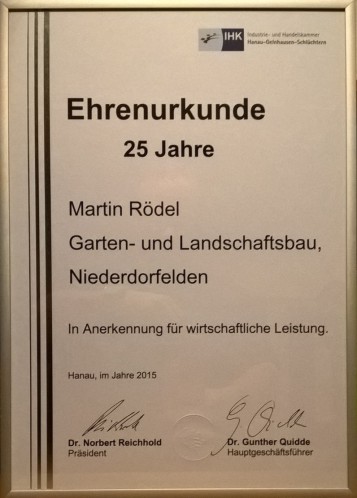 IHK Industrie- und Handelskammer
Hanau-Gelnhausen-Schlüchtern
Ehrenurkunde
25 Jahre
Martin Rödel
Garten- und Landschaftsbau,
Niederdorfelden
In Anerkennung für wirtschaftliche Leistung.
Hanau, im Jahre 2015
Dr. Norbert Reichhold
Präsident
Dr. Gunther Quidde
Hauptgeschäftsführer